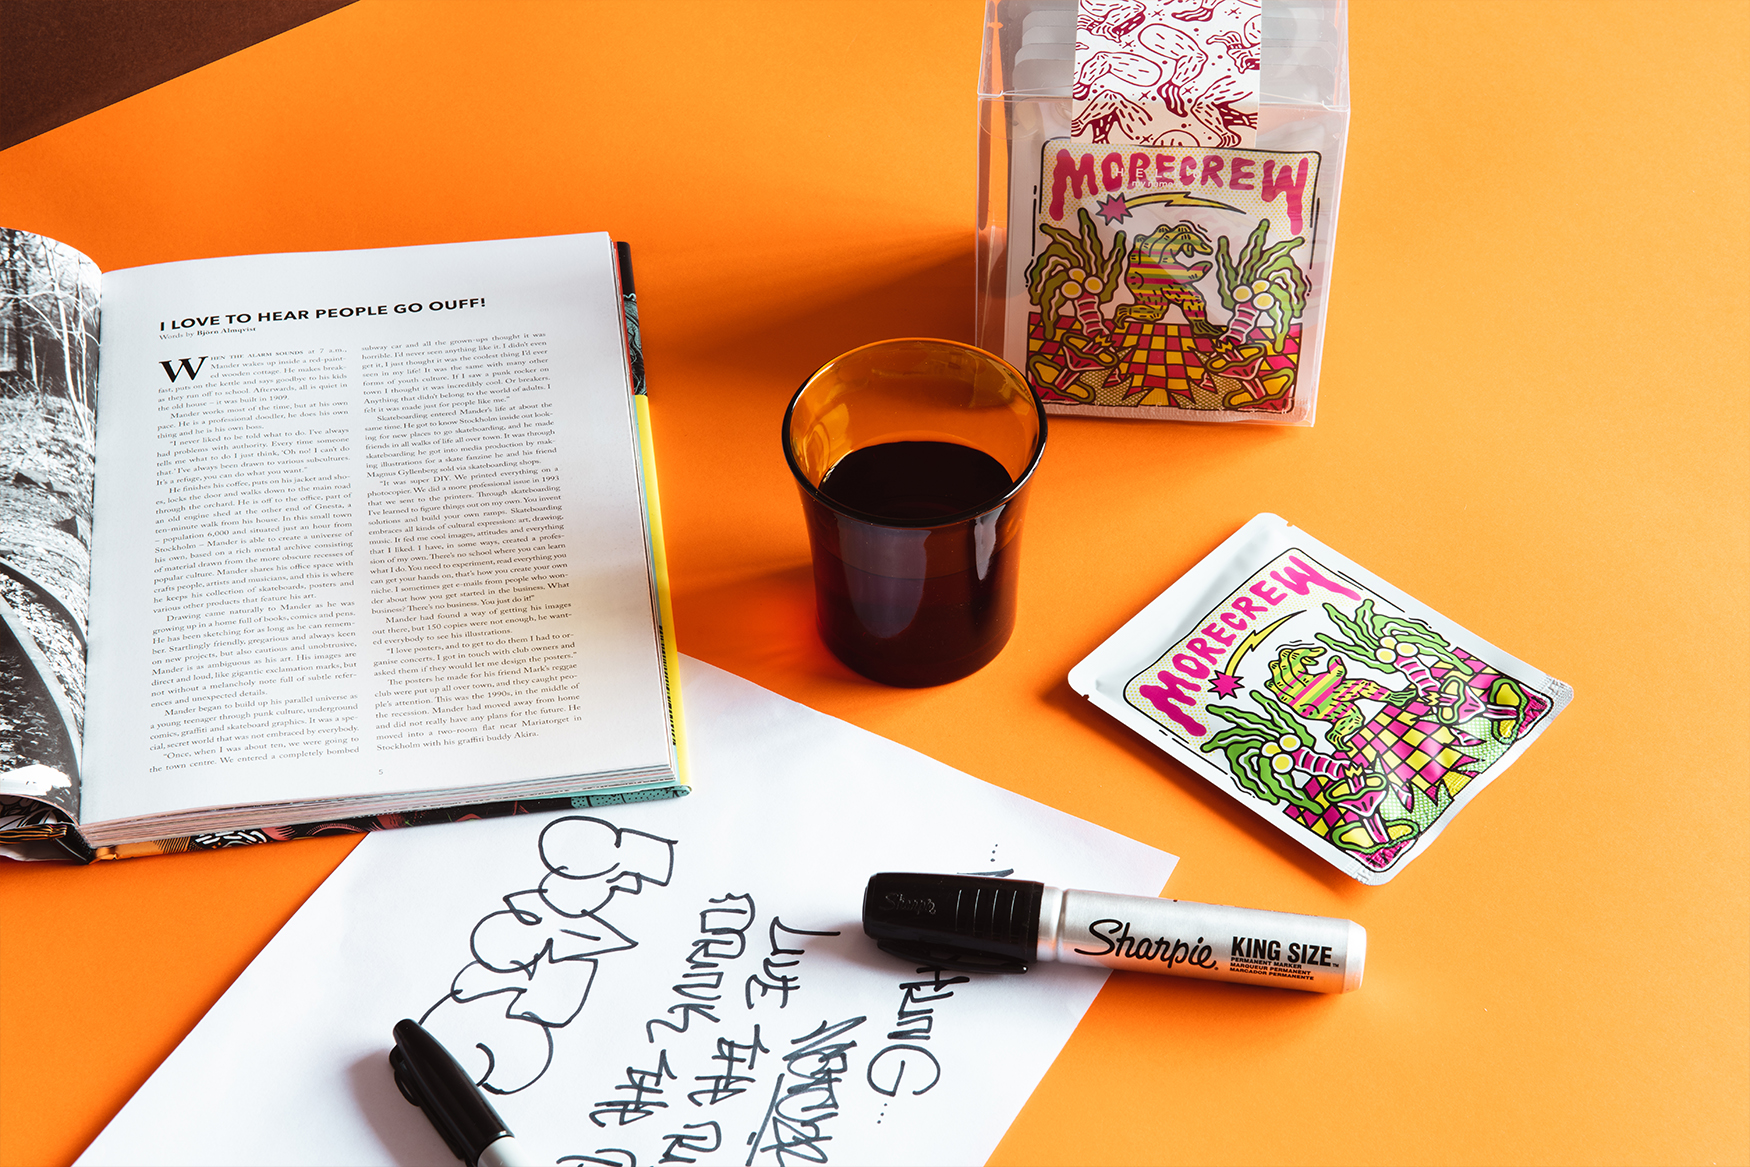 I LOVE TO HEAR PEOPLE GO OUFF!
Words by Björn Almqvist
WHEN THE ALARM SOUNDS at 7 a.m.,
Mander wakes up inside a red-paint-
ed wooden cottage. He makes break-
fast, puts on the kettle and says goodbye to his kids
as they run off to school. Afterwards, all is quiet in
the old house – it was built in 1909.
Mander works most of the time, but at his own
pace. He is a professional doodler, he does his own
thing and he is his own boss.
"I never liked to be told what to do. I've always
had problems with authority. Every time someone
tells me what to do I just think, 'Oh no! I can't do
that.' I've always been drawn to various subcultures.
It's a refuge, you can do what you want."
He finishes his coffee, puts on his jacket and sho-
es, locks the door and walks down to the main road
through the orchard. He is off to the office, part of
an old engine shed at the other end of Gnesta, a
ten-minute walk from his house. In this small town
– population 6,000 and situated just an hour from
Stockholm – Mander is able to create a universe of
his own, based on a rich mental archive consisting
of material drawn from the more obscure recesses of
popular culture. Mander shares his office space with
crafts people, artists and musicians, and this is where
he keeps his collection of skateboards, posters and
various other products that feature his art.
Drawing came naturally to Mander as he was
growing up in a home full of books, comics and pens.
He has been sketching for as long as he can remem-
ber. Startlingly friendly, gregarious and always keen
on new projects, but also cautious and unobtrusive,
Mander is as ambiguous as his art. His images are
direct and loud, like gigantic exclamation marks, but
not without a melancholy note full of subtle refer-
ences and unexpected details.
Mander began to build up his parallel universe as
a young teenager through punk culture, underground
comics, graffiti and skateboard graphics. It was a spe-
cial, secret world that was not embraced by everybody.
"Once, when I was about ten, we were going to
the town centre. We entered a completely bombed
subway car and all the grown-ups thought it was
horrible. I'd never seen anything like it. I didn't even
get it, I just thought it was the coolest thing I'd ever
seen in my life! It was the same with many other
forms of youth culture. If I saw a punk rocker on
town I thought it was incredibly cool. Or breakers.
Anything that didn't belong to the world of adults. I
felt it was made just for people like me."
Skateboarding entered Mander's life at about the
same time. He got to know Stockholm inside out look-
ing for new places to go skateboarding, and he made
friends in all walks of life all over town. It was through
skateboarding he got into media production by mak-
ing illustrations for a skate fanzine he and his friend
Magnus Gyllenberg sold via skateboarding shops.
"It was super DIY. We printed everything on a
photocopier. We did a more professional issue in 1993
that we sent to the printers. Through skateboarding
I've learned to figure things out on my own. You invent
solutions and build your own ramps. Skateboarding
embraces all kinds of cultural expression: art, drawing,
music. It fed me cool images, attitudes and everything
that I liked. I have, in some ways, created a profes-
sion of my own. There's no school where you can learn
what I do. You need to experiment, read everything you
can get your hands on, that's how you create your own
niche. I sometimes get e-mails from people who won-
der about how you get started in the business. What
business? There's no business. You just do it!"
Mander had found a way of getting his images
out there, but 150 copies were not enough, he want-
ed everybody to see his illustrations.
"I love posters, and to get to do them I had to or-
ganise concerts. I got in touch with club owners and
asked them if they would let me design the posters."
The posters he made for his friend Mark's reggae
club were put up all over town, and they caught peo-
ple's attention. This was the 1990s, in the middle of
the recession. Mander had moved away from home
and did not really have any plans for the future. He
moved into a two-room flat near Mariatorget in
Stockholm with his graffiti buddy Akira.
5
MORECREW
MORECREW
Sharpie
Sharpie
KING SIZE
PERMANENT MARKER
MARQUEUR PERMANENT
MARCADOR PERMANENTE